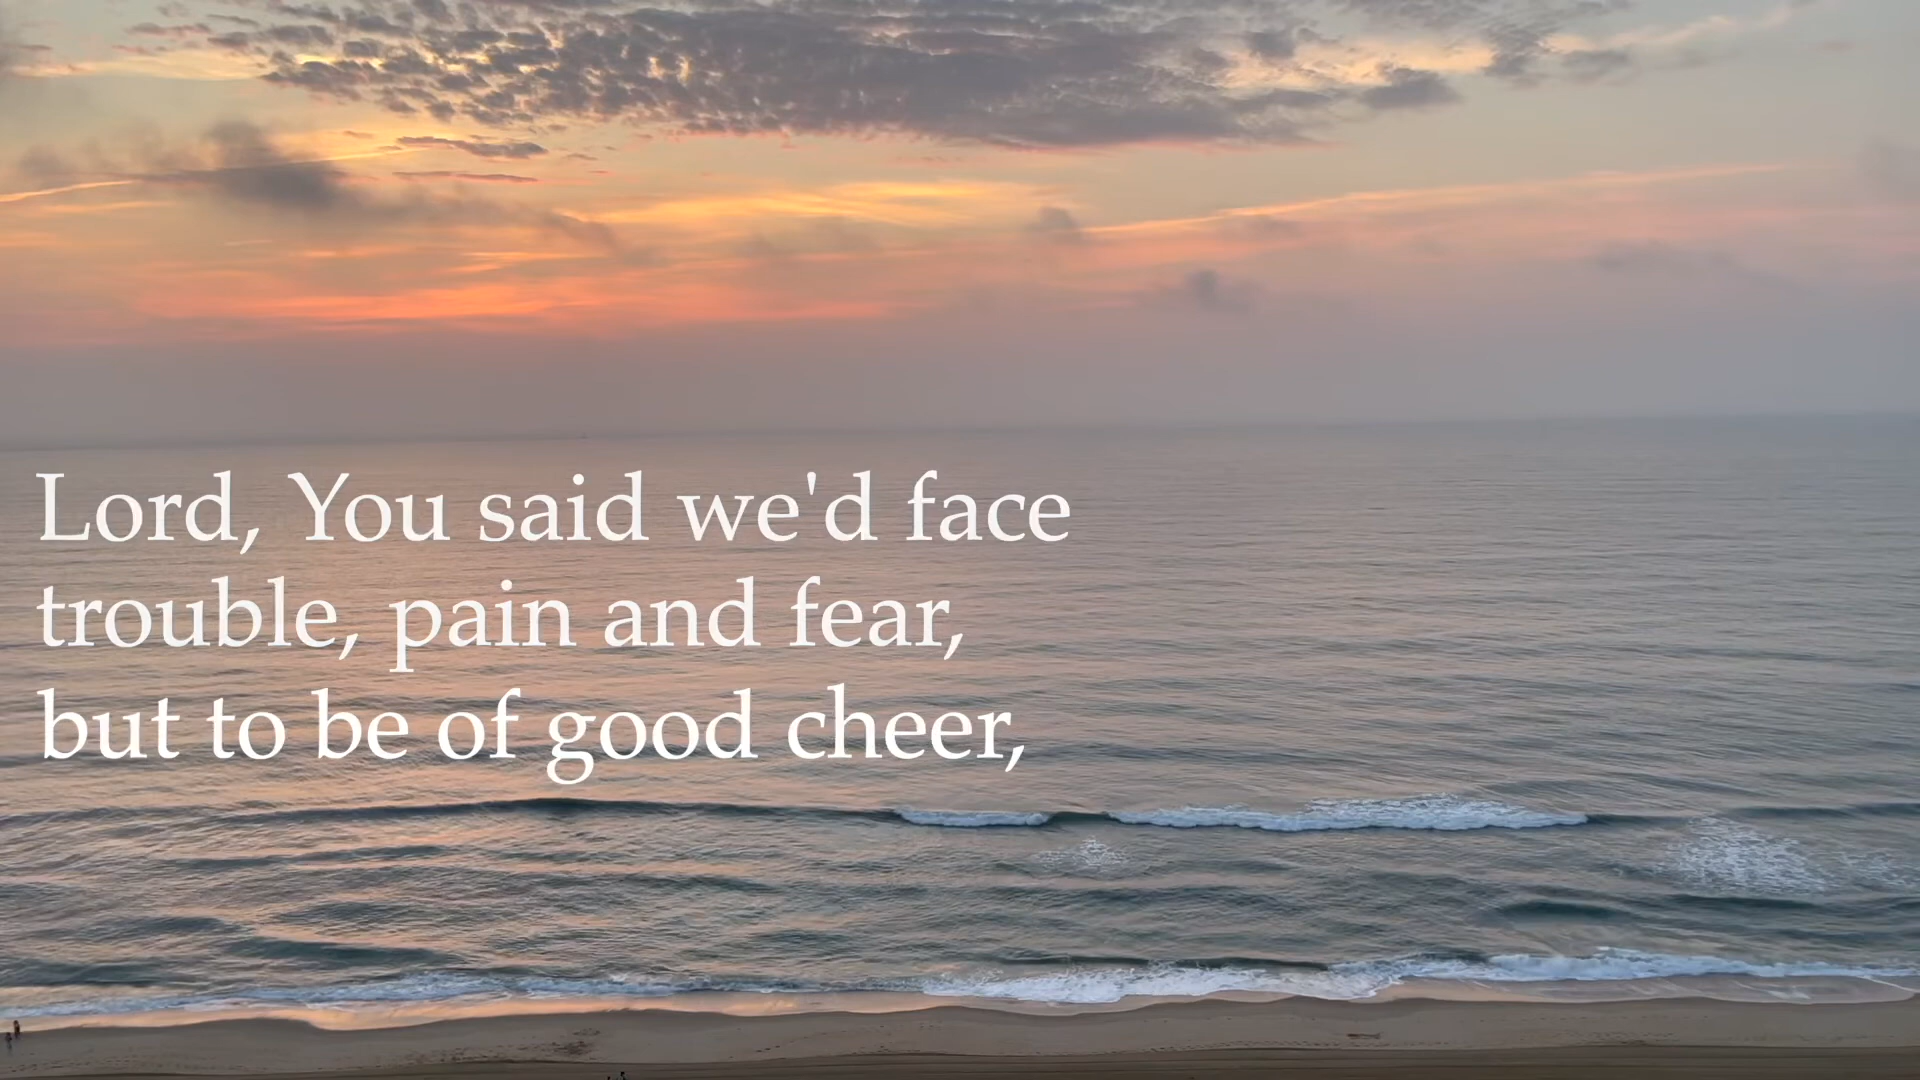 Lord, You said we'd face
trouble, pain and fear,
but to be of good cheer,